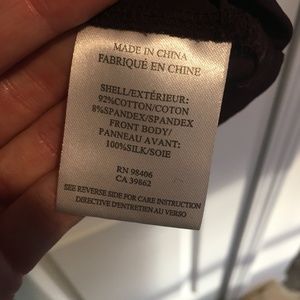 MADE IN CHINA
FABRIQUÉ EN CHINE
SHELL/EXTÉRIEUR:
92%COTTON/COTON
8%SPANDEX/SPANDEX
FRONT BODY/
PANNEAU AVANT:
100%SILK/SOIE
RN 98406
CA 39862
SEE REVERSE SIDE FOR CARE INSTRUCTION
DIRECTIVE D'ENTRETIEN AU VERSO